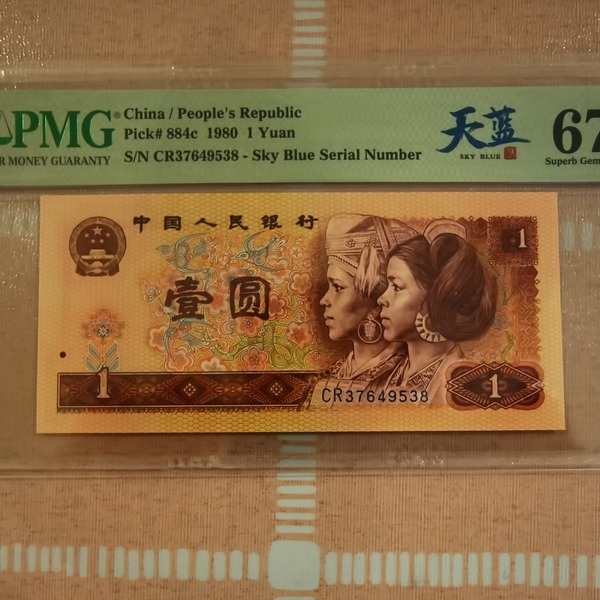 China / People's Republic
PMG Pick# 884c 1980 1 Yuan 天蓝 67
R MONEY GUARANTY S/N CR37649538 - Sky Blue Serial Number SKY BLUE Superb Gem
中国人民银行
1
壹圆
1
CR37649538
1